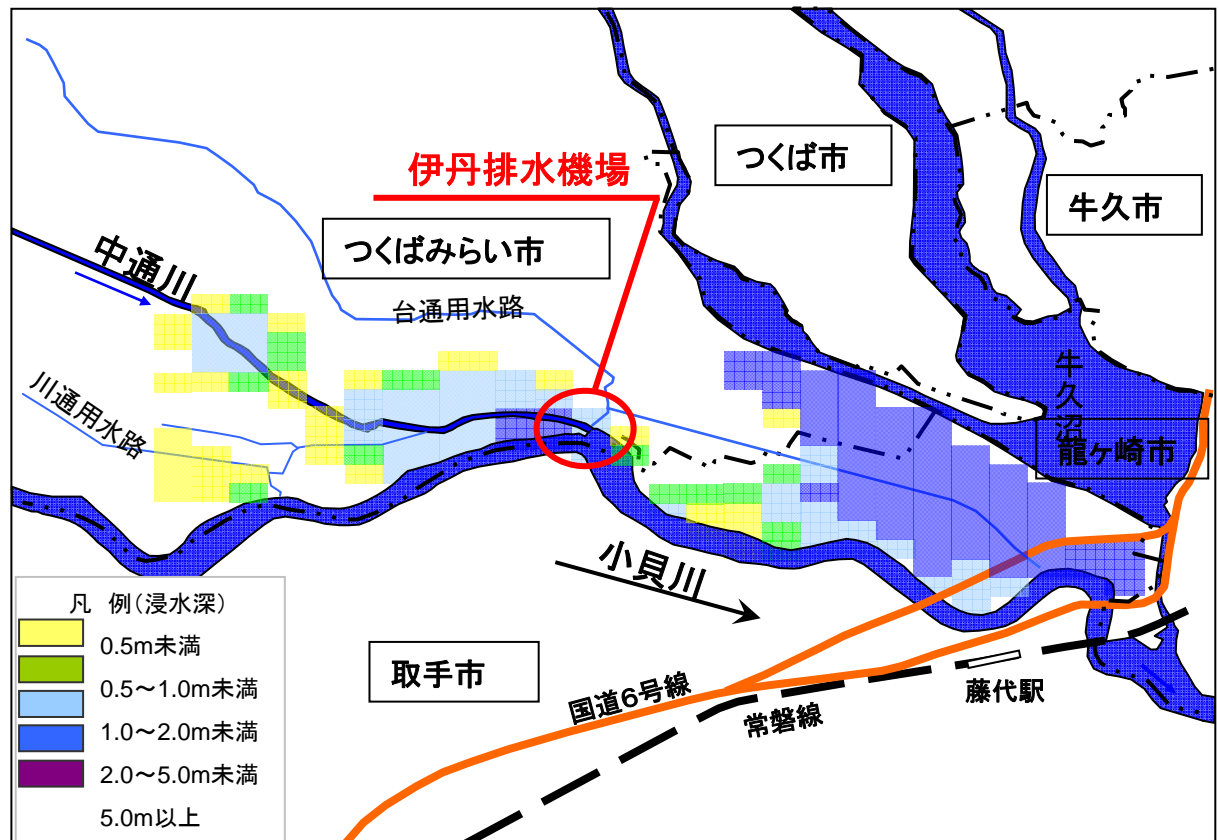 つくば市
伊丹排水機場
牛久市
つくばみらい市
中通川
台通用水路
川通用水路
牛久沼
龍ヶ崎市
小貝川
凡 例(浸水深)
0.5m未満
0.5～1.0m未満
1.0～2.0m未満
2.0～5.0m未満
5.0m以上
取手市
国道6号線
常磐線
藤代駅